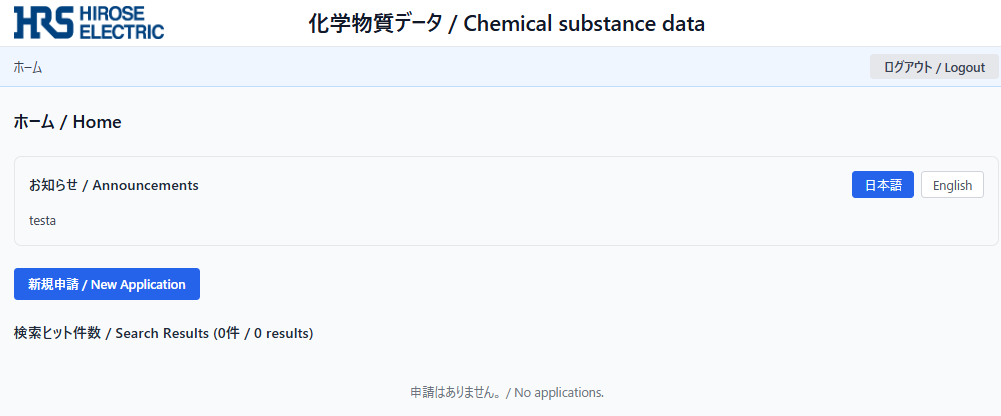 HRS HIROSE ELECTRIC
化学物質データ / Chemical substance data
ホーム
ログアウト / Logout
ホーム / Home
お知らせ / Announcements
日本語
English
testa
新規申請 / New Application
検索ヒット件数 / Search Results (0件 / 0 results)
申請はありません。 / No applications.